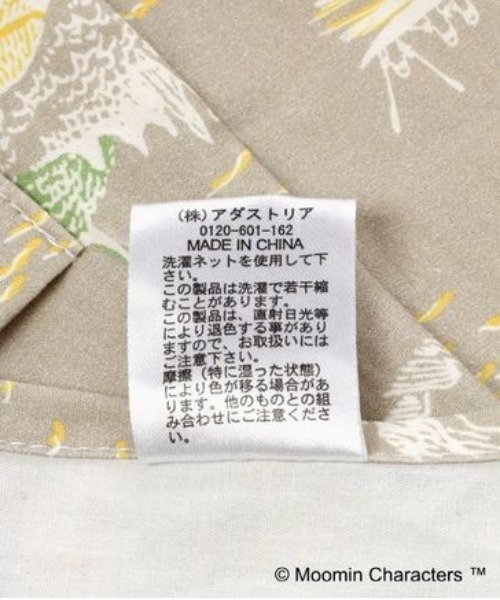 (株)アダストリア
0120-601-162
MADE IN CHINA
洗濯ネットを使用して下
さい。
この製品は洗濯で若干縮
むことがあります。
この製品は、直射日光等
により退色する事があり
ますので、お取扱いには
ご注意下さい。
摩擦（特に湿った状態）
により色が移る場合があ
ります。他のものとの組
み合わせにご注意くださ
い。
© Moomin Characters ™